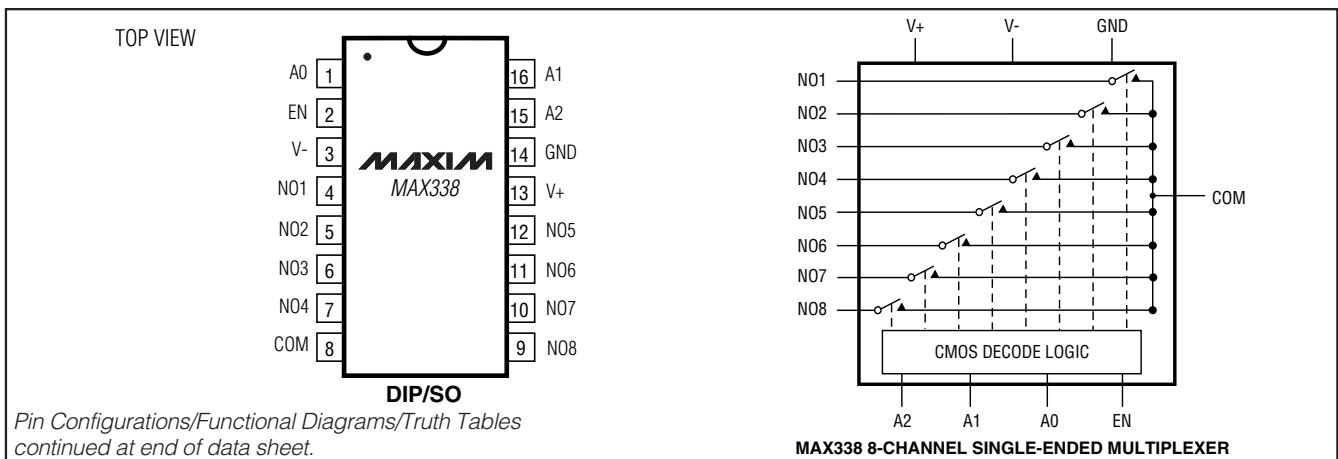 TOP VIEW
A0 1
EN 2
V- 3
NO1 4
NO2 5
NO3 6
NO4 7
COM 8
16 A1
15 A2
14 GND
13 V+
12 NO5
11 NO6
10 NO7
9 NO8
MAXIM
MAX338
DIP/SO
Pin Configurations/Functional Diagrams/Truth Tables
continued at end of data sheet.
V+ V- GND
NO1
NO2
NO3
NO4
NO5
NO6
NO7
NO8
COM
CMOS DECODE LOGIC
A2 A1 A0 EN
MAX338 8-CHANNEL SINGLE-ENDED MULTIPLEXER